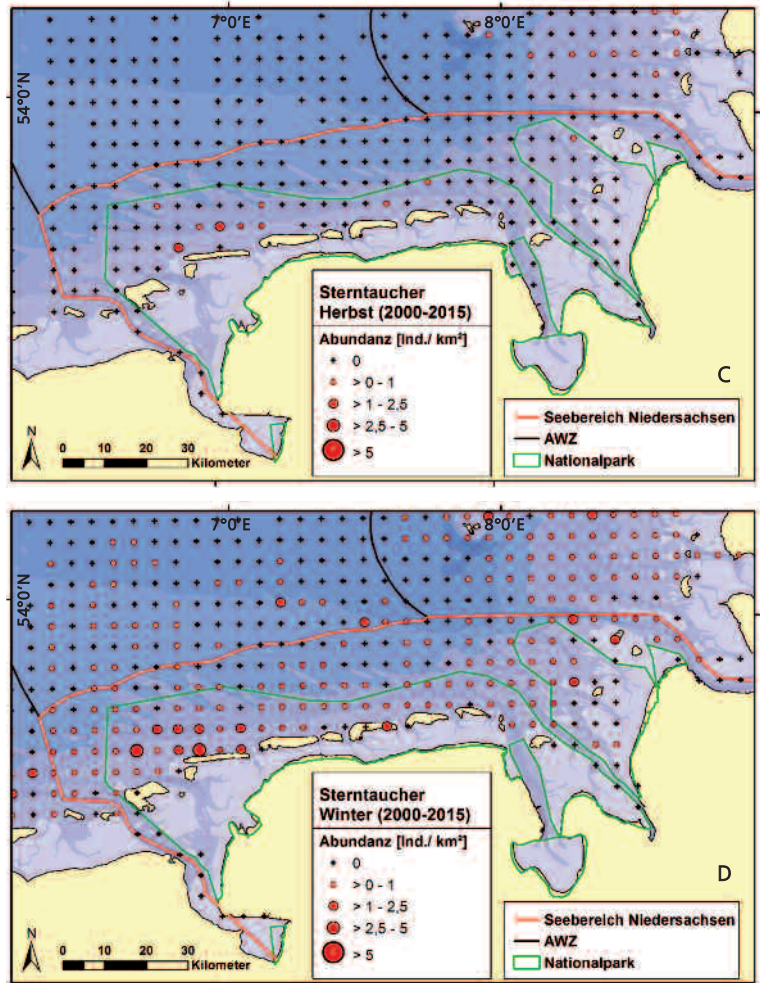 7°0'E
8°0'E
54°0'N
Sterntaucher
Herbst (2000-2015)
Abundanz [Ind./ km²]
0
> 0 - 1
> 1 - 2,5
> 2,5 - 5
> 5
C
Seebereich Niedersachsen
AWZ
Nationalpark
N
0 10 20 30
Kilometer
7°0'E
8°0'E
54°0'N
Sterntaucher
Winter (2000-2015)
Abundanz [Ind./ km²]
0
> 0 - 1
> 1 - 2,5
> 2,5 - 5
> 5
D
Seebereich Niedersachsen
AWZ
Nationalpark
N
0 10 20 30
Kilometer